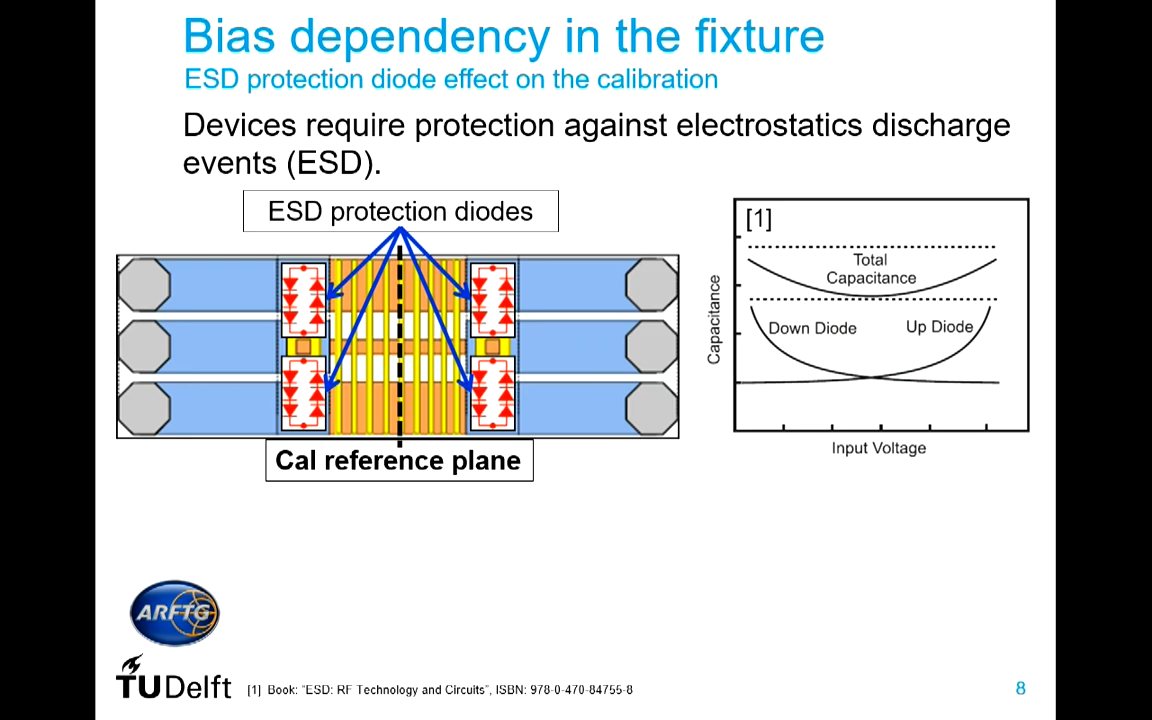 Bias dependency in the fixture
ESD protection diode effect on the calibration
Devices require protection against electrostatics discharge
events (ESD).
ESD protection diodes
Cal reference plane
[1]
Total
Capacitance
Down Diode
Up Diode
Capacitance
Input Voltage
ARFTG
TUDelft
[1] Book: "ESD: RF Technology and Circuits", ISBN: 978-0-470-84755-8
8